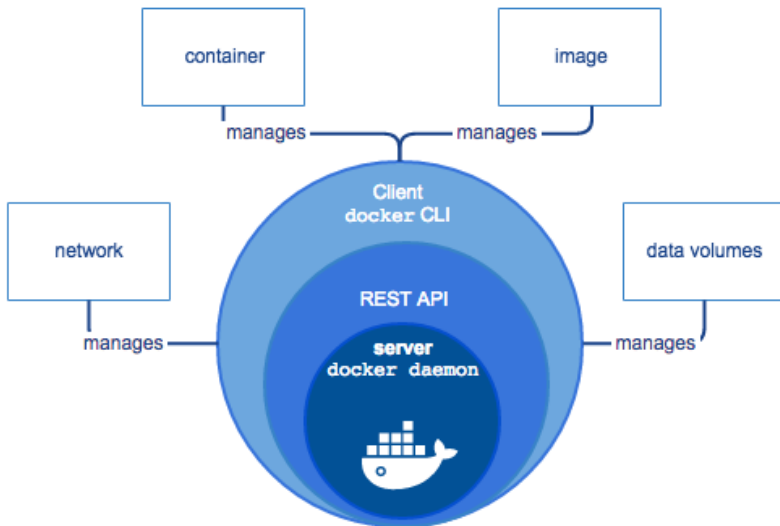 container
image
manages
manages
Client
docker CLI
network
data volumes
REST API
manages
server
manages
docker daemon